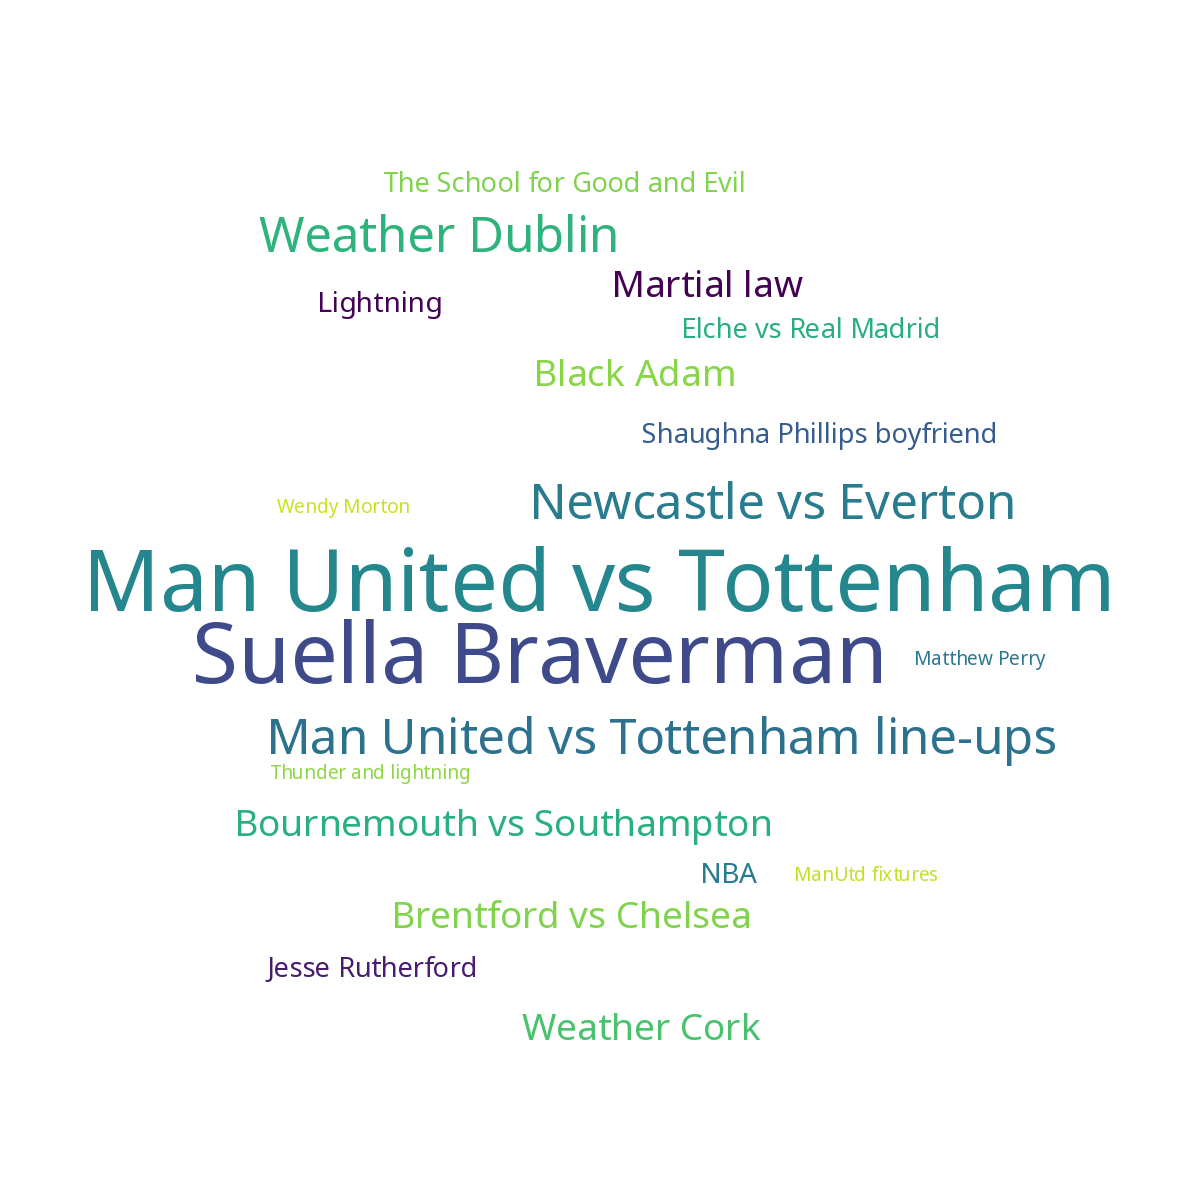 The School for Good and Evil
Weather Dublin
Martial law
Lightning
Elche vs Real Madrid
Black Adam
Shaughna Phillips boyfriend
Newcastle vs Everton
Wendy Morton
Man United vs Tottenham
Suella Braverman
Matthew Perry
Man United vs Tottenham line-ups
Thunder and lightning
Bournemouth vs Southampton
NBA
ManUtd fixtures
Brentford vs Chelsea
Jesse Rutherford
Weather Cork